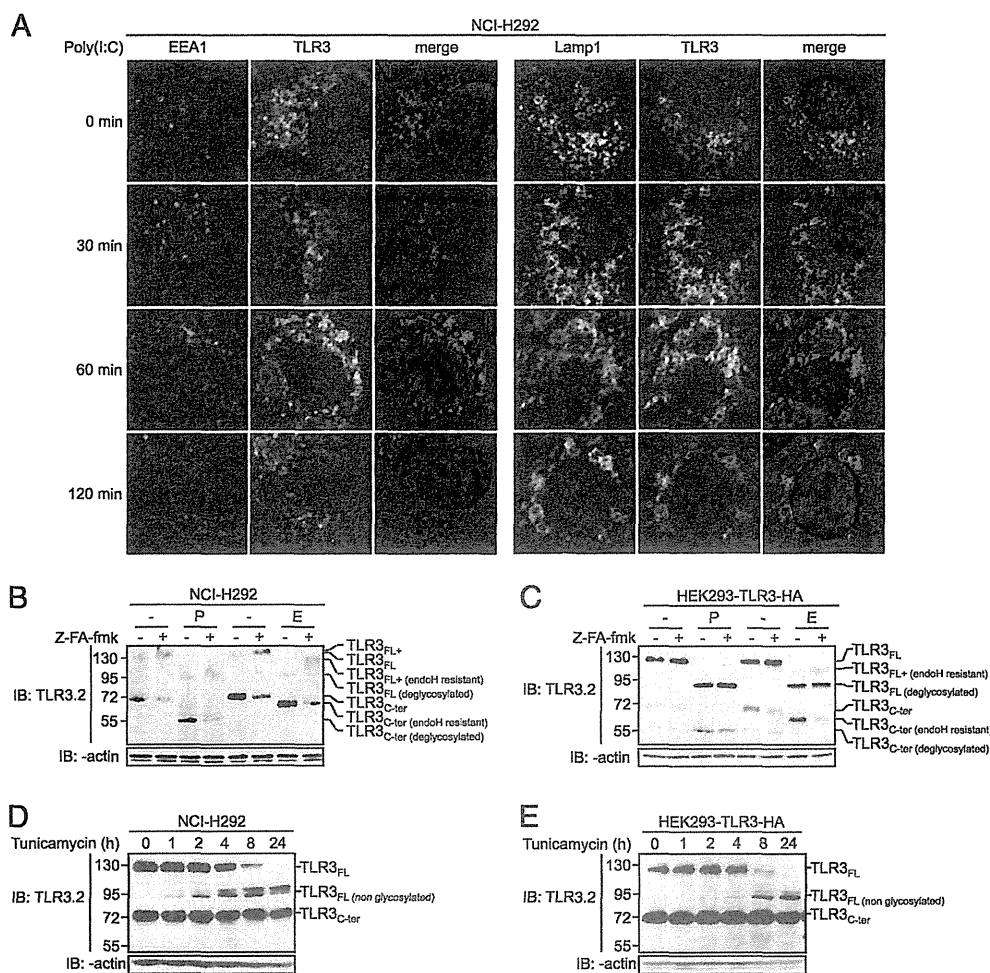 A
NCI-H292
Poly(I:C) EEA1 TLR3 merge Lamp1 TLR3 merge
0 min
30 min
60 min
120 min
B
NCI-H292
- P - E
Z-FA-fmk - + - + - + - +
130
95
72
55
IB: TLR3.2
TLR3FL+
TLR3FL
TLR3FL+ (endoH resistant)
TLR3FL (deglycosylated)
TLR3C-ter
TLR3C-ter (endoH resistant)
TLR3C-ter (deglycosylated)
IB: -actin
C
HEK293-TLR3-HA
- P - E
Z-FA-fmk - + - + - + - +
130
95
72
55
IB: TLR3.2
TLR3FL
TLR3FL+ (endoH resistant)
TLR3FL (deglycosylated)
TLR3C-ter
TLR3C-ter (endoH resistant
TLR3C-ter (deglycosylated)
IB: -actin
D
NCI-H292
Tunicamycin (h) 0 1 2 4 8 24
130
95
72
55
IB: TLR3.2
TLR3FL
TLR3FL (non glycosylated)
TLR3C-ter
IB: -actin
E
HEK293-TLR3-HA
Tunicamycin (h) 0 1 2 4 8 24
130
95
72
55
IB: TLR3.2
TLR3FL
TLR3FL (non glycosylated)
TLR3C-ter
IB: -actin